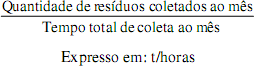 Quantidade de resíduos coletados ao mês
Tempo total de coleta ao mês
Expresso em: t/horas